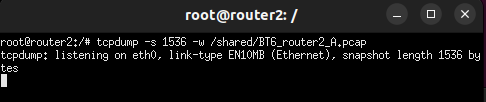 root@router2: /
root@router2:/# tcpdump -s 1536 -w /shared/BT6_router2_A.pcap
tcpdump: listening on eth0, link-type EN10MB (Ethernet), snapshot length 1536 by
tes